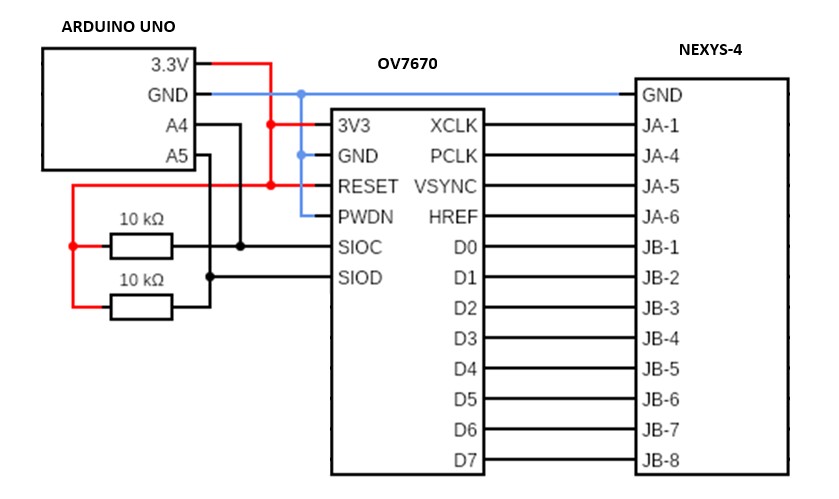 ARDUINO UNO
3.3V
GND
A4
A5
10 kΩ
10 kΩ
OV7670
3V3 XCLK
GND PCLK
RESET VSYNC
PWDN HREF
SIOC D0
SIOD D1
D2
D3
D4
D5
D6
D7
NEXYS-4
GND
JA-1
JA-4
JA-5
JA-6
JB-1
JB-2
JB-3
JB-4
JB-5
JB-6
JB-7
JB-8